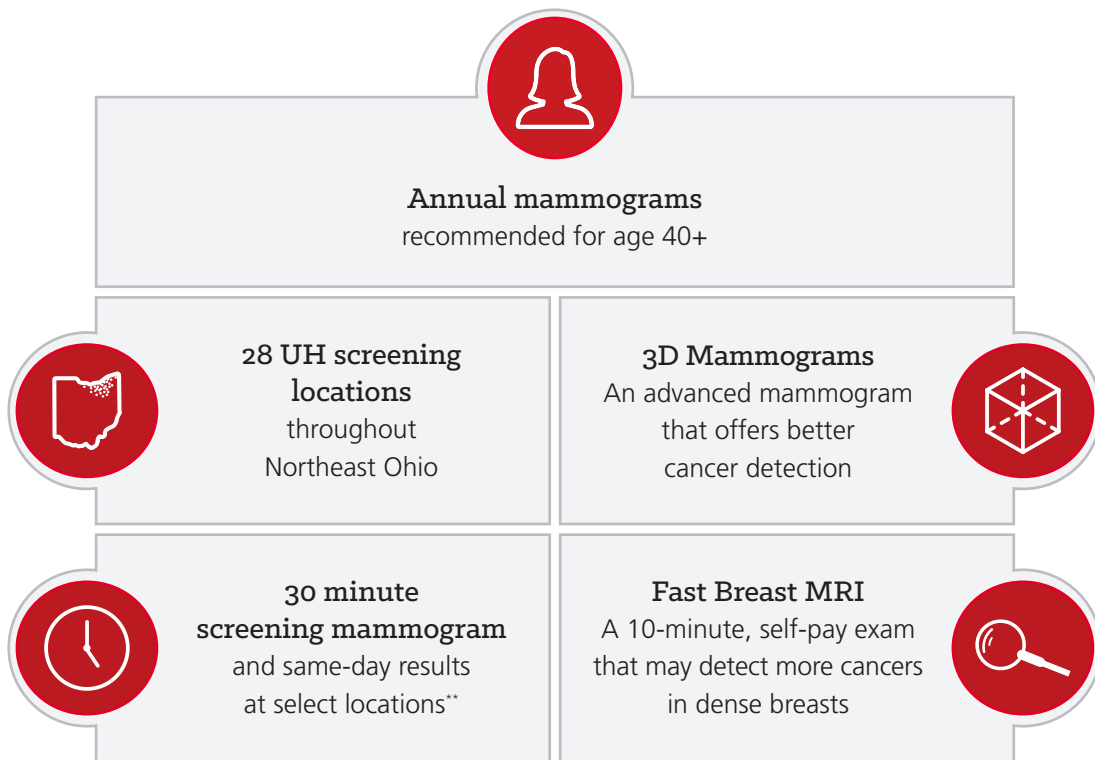 Annual mammograms
recommended for age 40+
28 UH screening
locations
throughout
Northeast Ohio
3D Mammograms
An advanced mammogram
that offers better
cancer detection
30 minute
screening mammogram
and same-day results
at select locations**
Fast Breast MRI
A 10-minute, self-pay exam
that may detect more cancers
in dense breasts